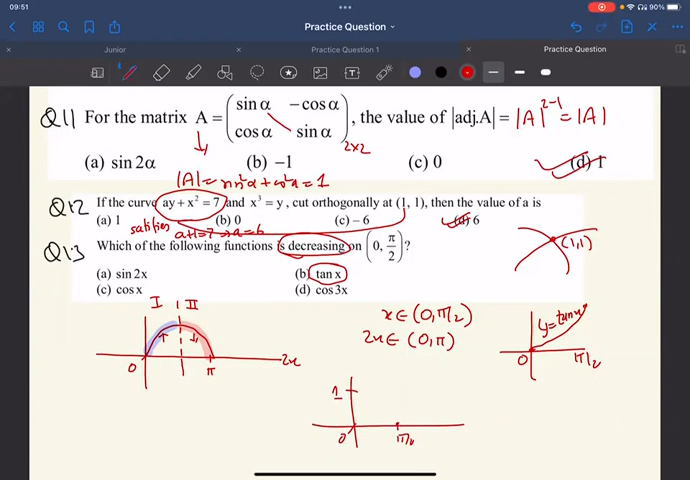 09:51
90%
Practice Question
Junior
Practice Question 1
Practice Question
Q11 For the matrix A = (sin α −cos α cos α sin α) 2x2, the value of |adj.A| = |A|^2-1 = |A|
(a) sin 2α (b) −1 (c) 0 (d) 1
|A| = sin²α + cos²α = 1
Q12 If the curve ay + x² = 7 and x³ = y, cut orthogonally at (1, 1), then the value of a is
(a) 1 (b) 0 (c) – 6 (d) 6
satisfies a+1=7 → a=6
(1,1)
Q13 Which of the following functions is decreasing on (0, π/2)?
(a) sin 2x (b) tan x
(c) cos x (d) cos 3x
I II
x ∈ (0, π/2)
2x ∈ (0, π)
0 π 2x
y = tan x
0 π/2
1
0 π/2